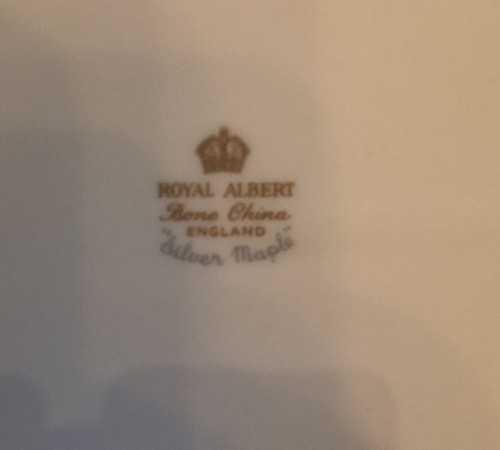 ROYAL ALBERT
Bone China
ENGLAND
"Silver Maple"